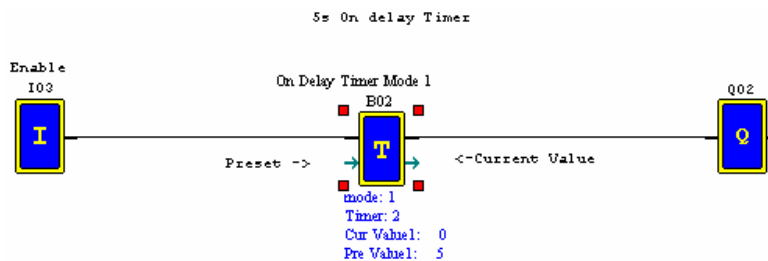 5s On delay Timer
Enable
I03
On Delay Timer Mode 1
B02
Q02
I
T
Q
Preset ->
<-Current Value
mode: 1
Timer: 2
Cur Value1: 0
Pre Value1: 5